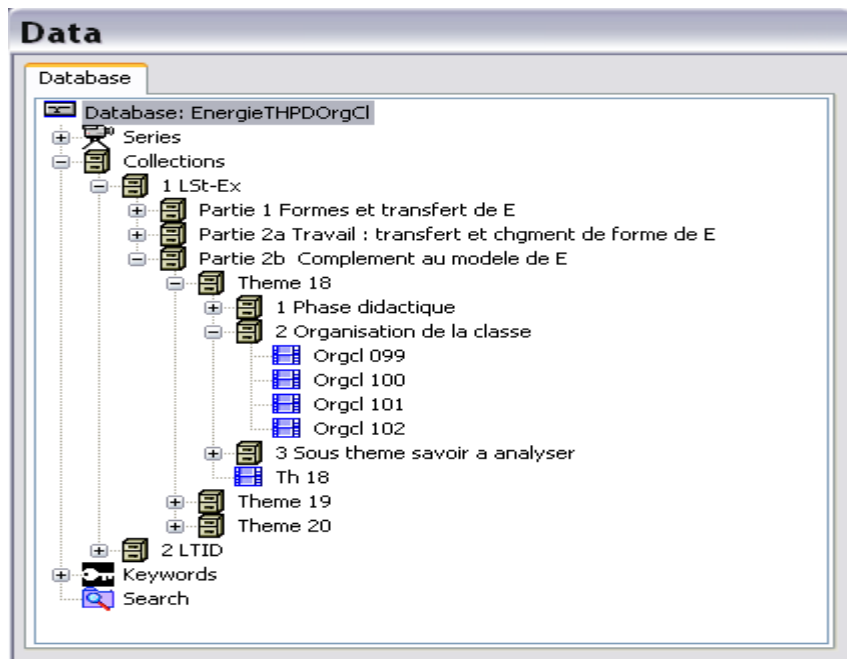 Data
Database
Database: EnergieTHPDOrgCl
Series
Collections
1 LSt-Ex
Partie 1 Formes et transfert de E
Partie 2a Travail : transfert et chgment de forme de E
Partie 2b Complement au modele de E
Theme 18
1 Phase didactique
2 Organisation de la classe
Orgcl 099
Orgcl 100
Orgcl 101
Orgcl 102
3 Sous theme savoir a analyser
Th 18
Theme 19
Theme 20
2 LTID
Keywords
Search